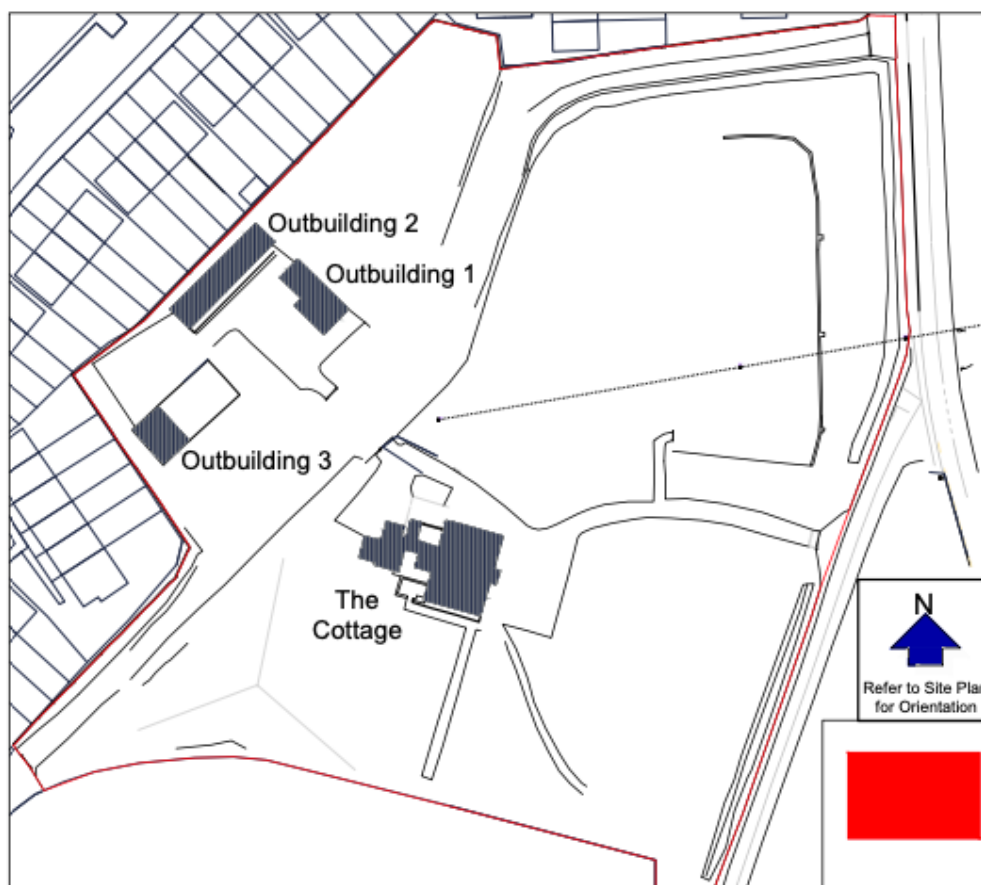 Outbuilding 2
Outbuilding 1
Outbuilding 3
The
Cottage
N
Refer to Site Plan
for Orientation